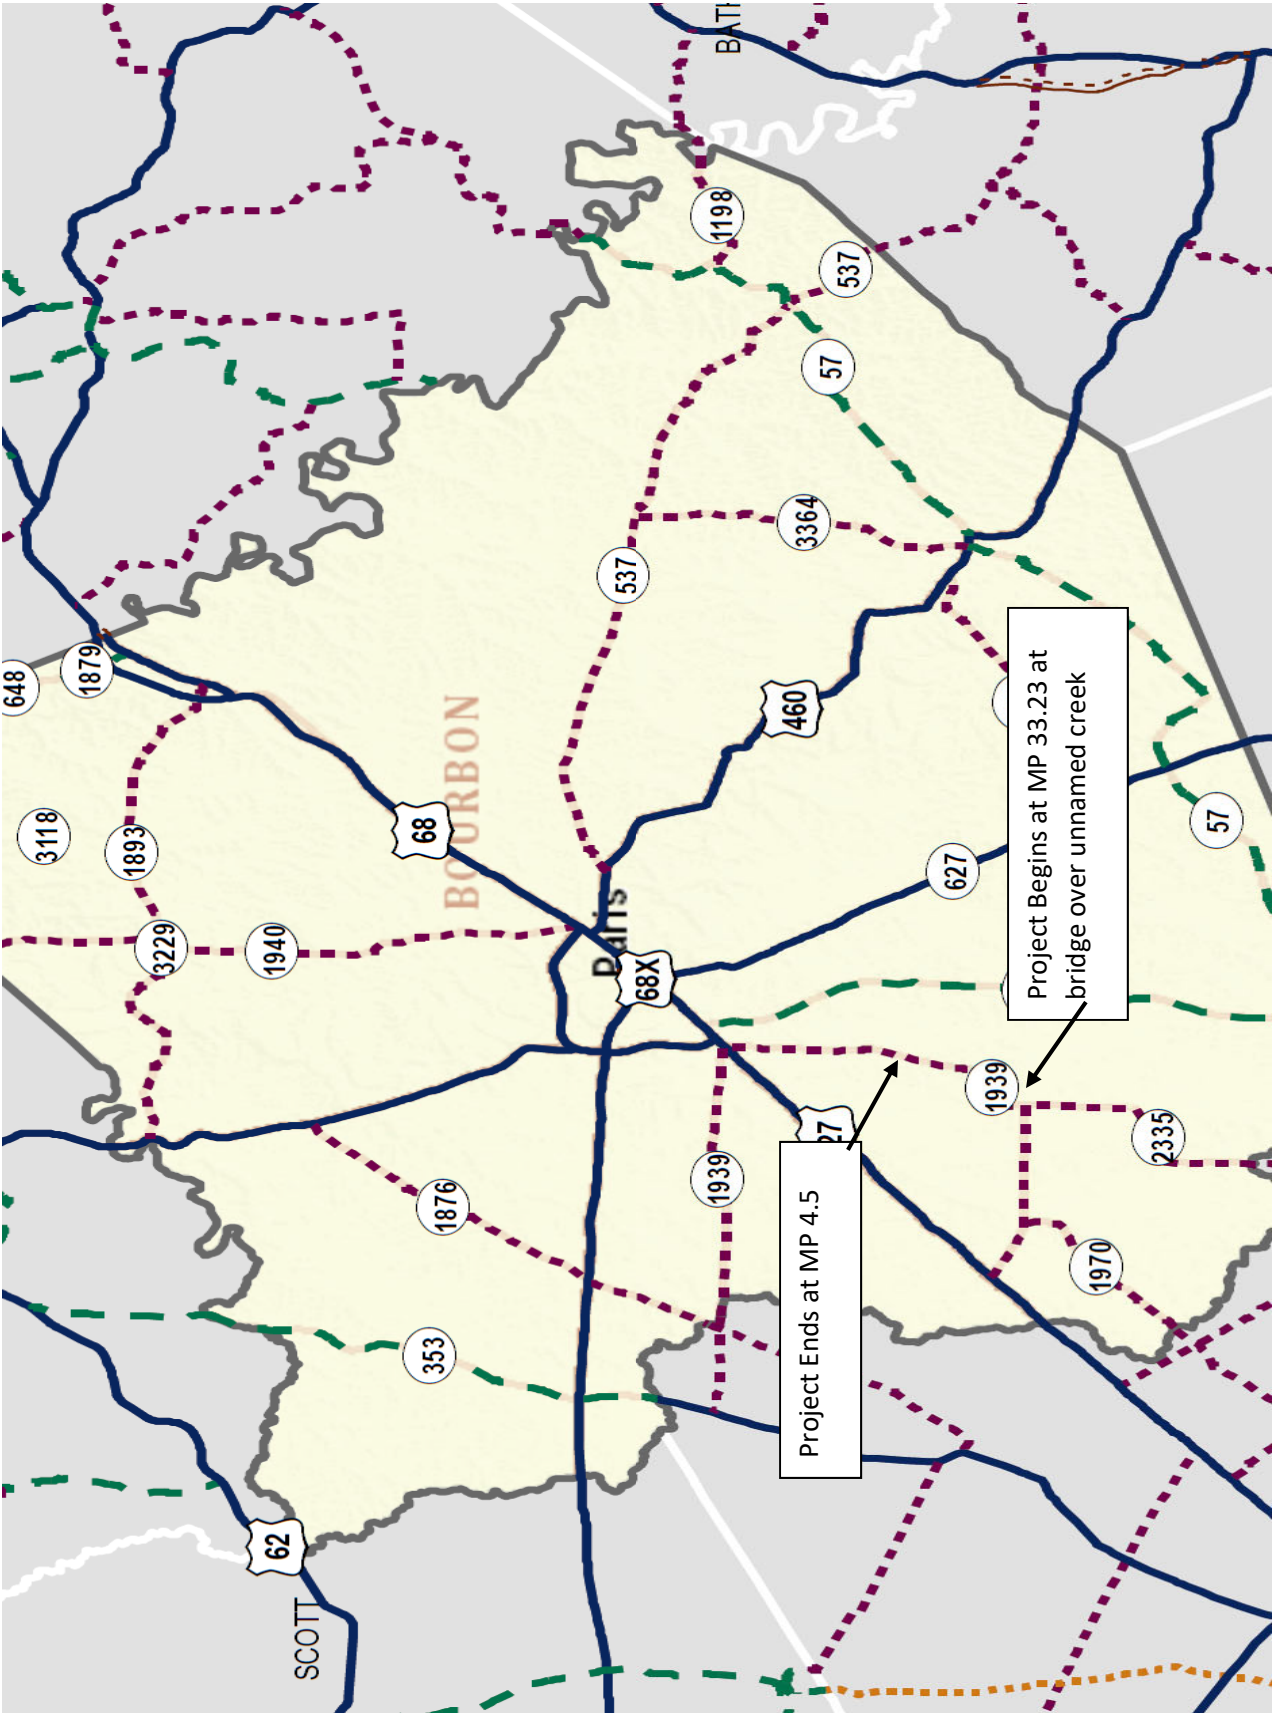 BATH
1198
537
57
3364
537
648
1879
460
BOURBON
68
3118
1893
Project Begins at MP 33.23 at
bridge over unnamed creek
57
627
Paris
3229
1940
68X
1939
2335
27
1939
1876
1970
Project Ends at MP 4.5
353
62
SCOTT